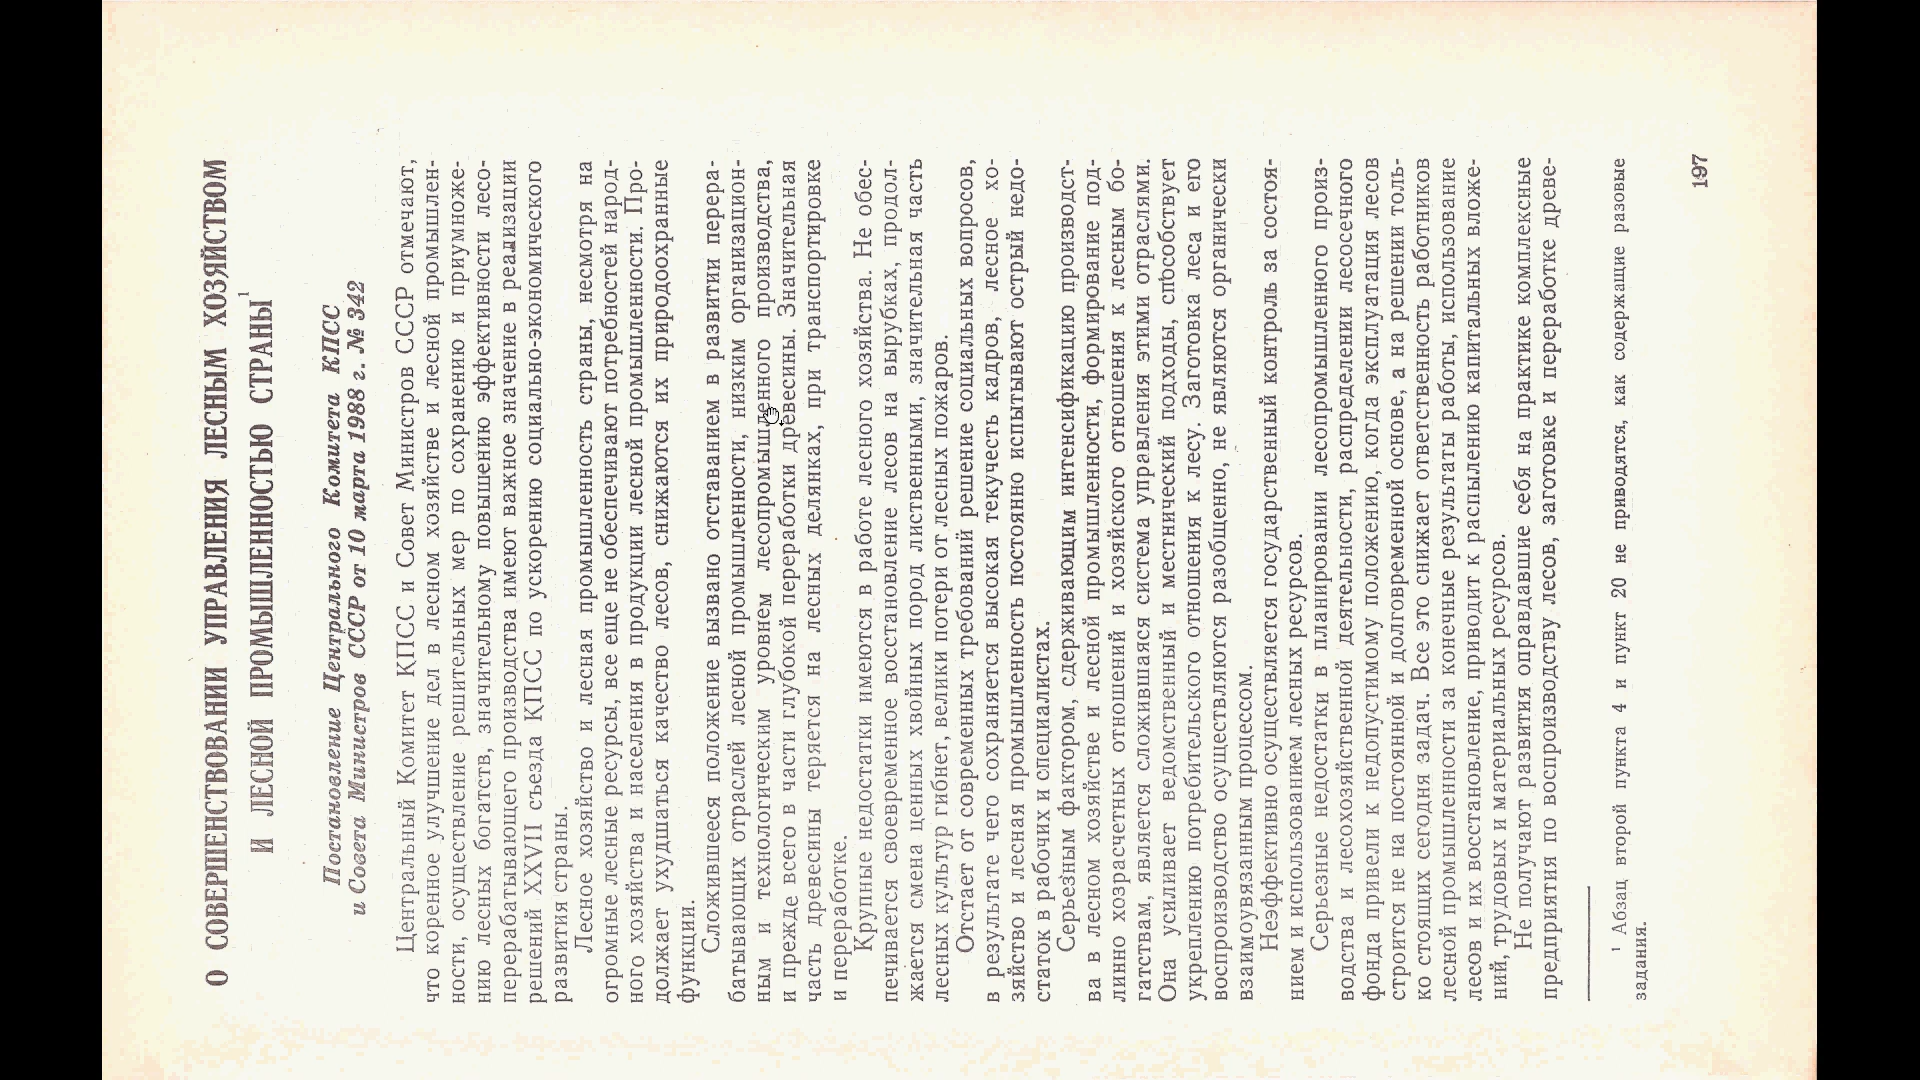 О СОВЕРШЕНСТВОВАНИИ УПРАВЛЕНИЯ ЛЕСНЫМ ХОЗЯЙСТВОМ
И ЛЕСНОЙ ПРОМЫШЛЕННОСТЬЮ СТРАНЫ¹
Постановление Центрального Комитета КПСС
и Совета Министров СССР от 10 марта 1988 г. № 342
Центральный Комитет КПСС и Совет Министров СССР отмечают,
что коренное улучшение дел в лесном хозяйстве и лесной промышлен-
ности, осуществление решительных мер по сохранению и приумноже-
нию лесных богатств, значительному повышению эффективности лесо-
перерабатывающего производства имеют важное значение в реализации
решений XXVII съезда КПСС по ускорению социально-экономического
развития страны.
Лесное хозяйство и лесная промышленность страны, несмотря на
огромные лесные ресурсы, все еще не обеспечивают потребностей народ-
ного хозяйства и населения в продукции лесной промышленности. Про-
должает ухудшаться качество лесов, снижаются их природоохранные
функции.
Сложившееся положение вызвано отставанием в развитии перера-
батывающих отраслей лесной промышленности, низким организацион-
ным и технологическим уровнем лесопромышленного производства,
и прежде всего в части глубокой переработки древесины. Значительная
часть древесины теряется на лесных делянках, при транспортировке
и переработке.
Крупные недостатки имеются в работе лесного хозяйства. Не обес-
печивается своевременное восстановление лесов на вырубках, продол-
жается смена ценных хвойных пород лиственными, значительная часть
лесных культур гибнет, велики потери от лесных пожаров.
Отстает от современных требований решение социальных вопросов,
в результате чего сохраняется высокая текучесть кадров, лесное хо-
зяйство и лесная промышленность постоянно испытывают острый недо-
статок в рабочих и специалистах.
Серьезным фактором, сдерживающим интенсификацию производст-
ва в лесном хозяйстве и лесной промышленности, формирование под-
линно хозрасчетных отношений и хозяйского отношения к лесным бо-
гатствам, является сложившаяся система управления этими отраслями.
Она усиливает ведомственный и местнический подходы, способствует
укреплению потребительского отношения к лесу. Заготовка леса и его
воспроизводство осуществляются разобщенно, не являются органически
взаимоувязанным процессом.
Неэффективно осуществляется государственный контроль за состоя-
нием и использованием лесных ресурсов.
Серьезные недостатки в планировании лесопромышленного произ-
водства и лесохозяйственной деятельности, распределении лесосечного
фонда привели к недопустимому положению, когда эксплуатация лесов
строится не на постоянной и долговременной основе, а на решении толь-
ко стоящих сегодня задач. Все это снижает ответственность работников
лесной промышленности за конечные результаты работы, использование
лесов и их восстановление, приводит к распылению капитальных вложе-
ний, трудовых и материальных ресурсов.
Не получают развития оправдавшие себя на практике комплексные
предприятия по воспроизводству лесов, заготовке и переработке древе-
¹ Абзац второй пункта 4 и пункт 20 не приводятся, как содержащие разовые
задания.
197